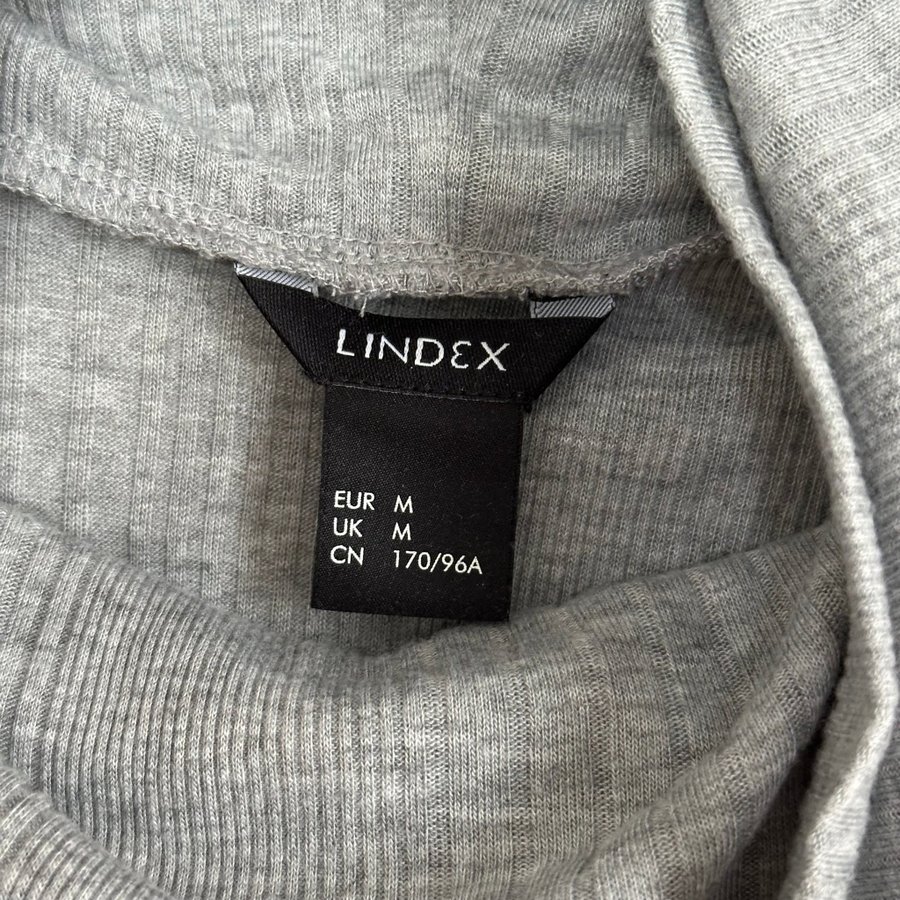 LINDEX
EUR M
UK M
CN 170/96A